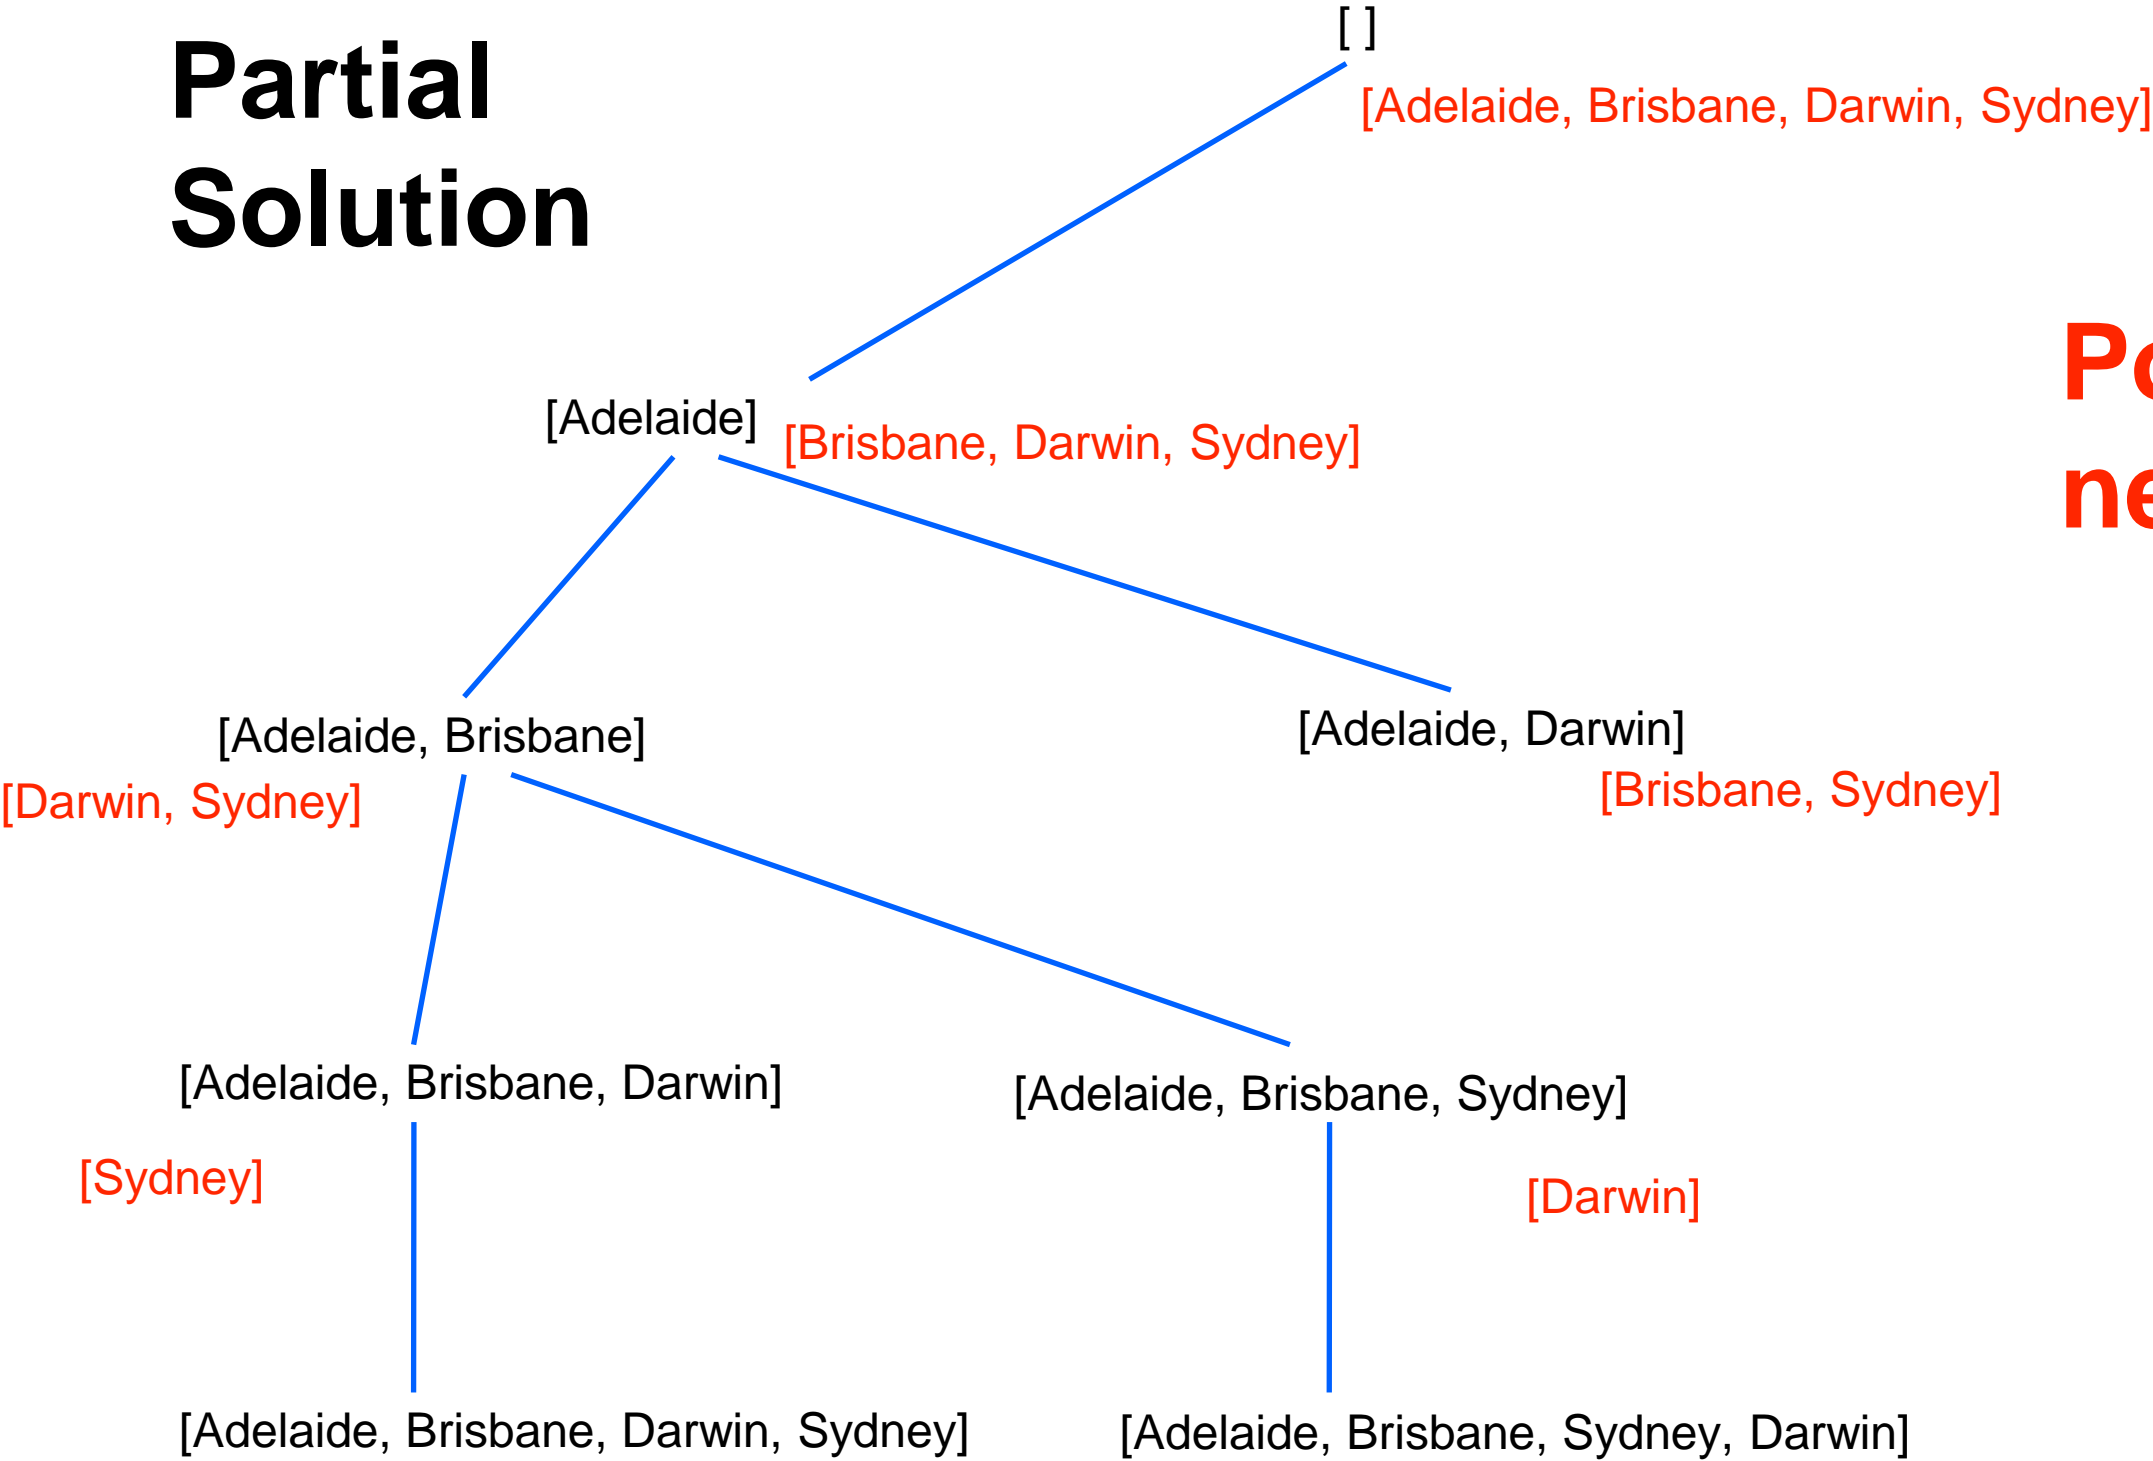 Partial
Solution
[ ]
[Adelaide, Brisbane, Darwin, Sydney]
[Adelaide]
[Brisbane, Darwin, Sydney]
[Adelaide, Brisbane]
[Adelaide, Darwin]
[Darwin, Sydney]
[Brisbane, Sydney]
[Adelaide, Brisbane, Darwin]
[Adelaide, Brisbane, Sydney]
[Sydney]
[Darwin]
[Adelaide, Brisbane, Darwin, Sydney]
[Adelaide, Brisbane, Sydney, Darwin]